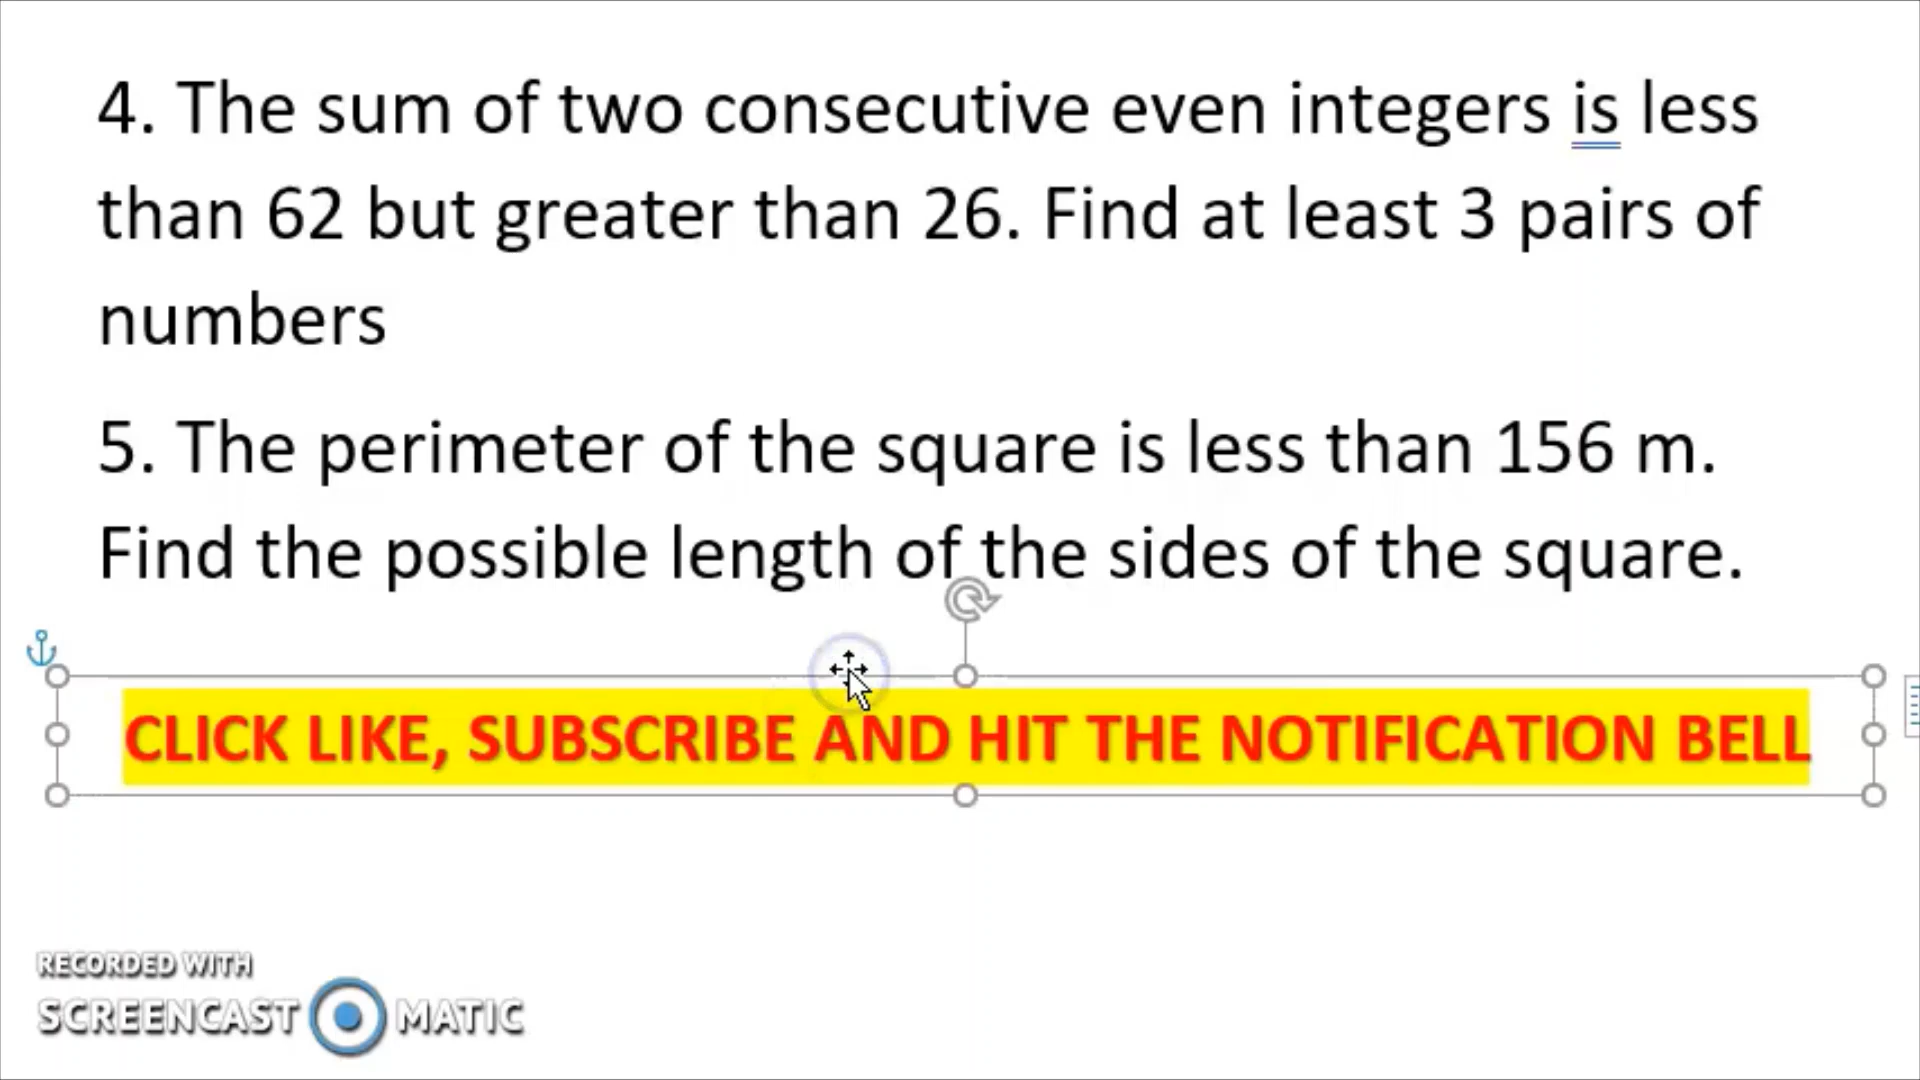 4. The sum of two consecutive even integers is less
than 62 but greater than 26. Find at least 3 pairs of
numbers
5. The perimeter of the square is less than 156 m.
Find the possible length of the sides of the square.
CLICK LIKE, SUBSCRIBE AND HIT THE NOTIFICATION BELL
RECORDED WITH
SCREENCAST MATIC